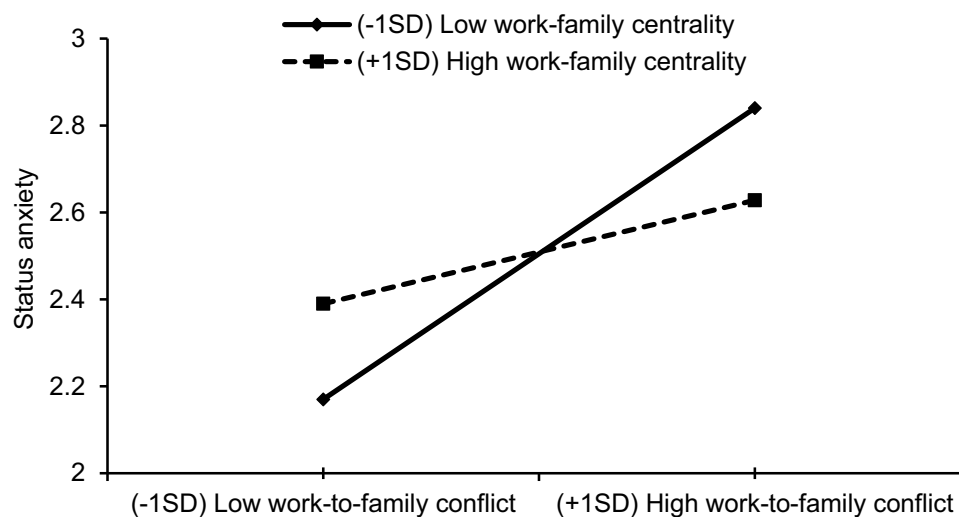 (-1SD) Low work-family centrality
(+1SD) High work-family centrality
3
2.8
2.6
2.4
2.2
2
Status anxiety
(-1SD) Low work-to-family conflict
(+1SD) High work-to-family conflict